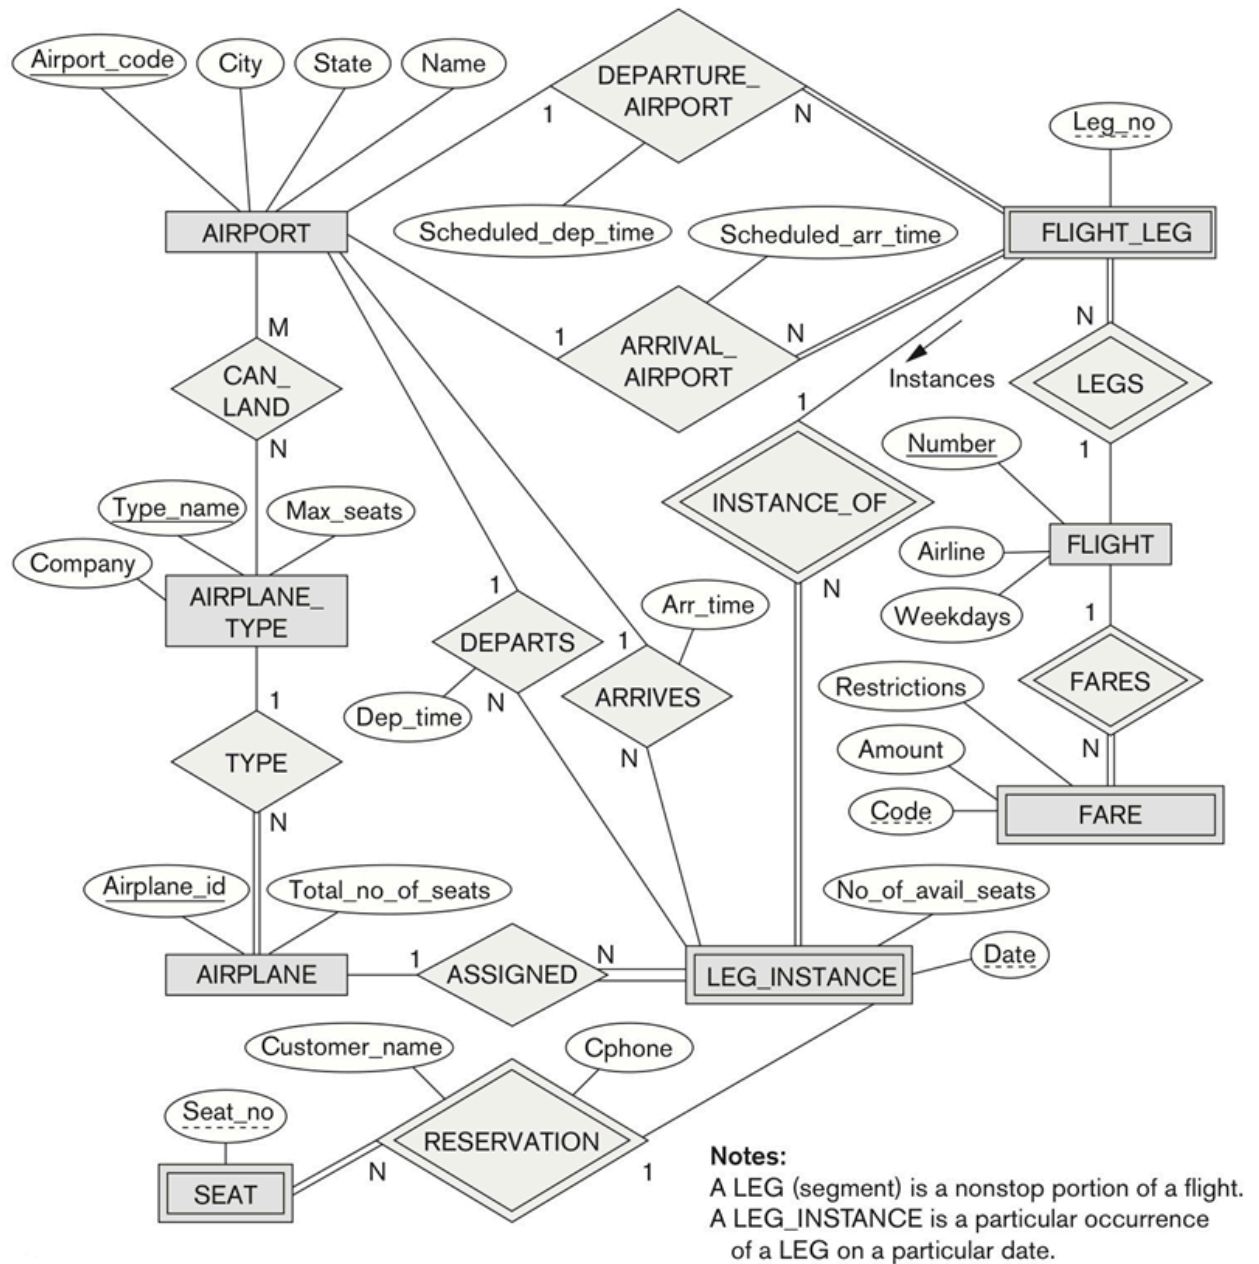 Airport_code
City
State
Name
DEPARTURE_
AIRPORT
1
N
Leg_no
Scheduled_dep_time
Scheduled_arr_time
AIRPORT
FLIGHT_LEG
M
1
ARRIVAL_
AIRPORT
N
N
CAN_
LAND
Instances
LEGS
1
N
Number
1
Type_name
Max_seats
INSTANCE_OF
Company
Airline
FLIGHT
AIRPLANE_
TYPE
1
Arr_time
N
Weekdays
1
DEPARTS
1
Restrictions
FARES
1
Dep_time
N
ARRIVES
TYPE
N
Amount
N
N
Code
FARE
Airplane_id
Total_no_of_seats
No_of_avail_seats
AIRPLANE
1
ASSIGNED
N
LEG_INSTANCE
Date
Customer_name
Cphone
Seat_no
RESERVATION
SEAT
N
1
Notes:
A LEG (segment) is a nonstop portion of a flight.
A LEG_INSTANCE is a particular occurrence
of a LEG on a particular date.